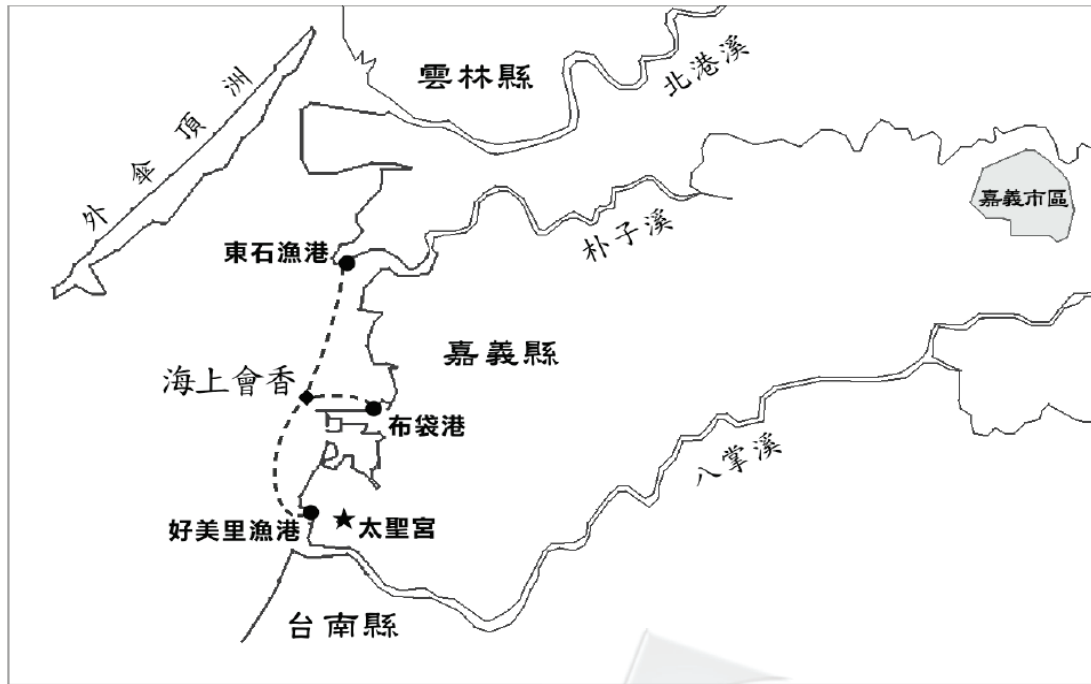 雲林縣
北港溪
外傘頂洲
嘉義市區
朴子溪
東石漁港
嘉義縣
海上會香
布袋港
八掌溪
好美里漁港
太聖宮
台南縣